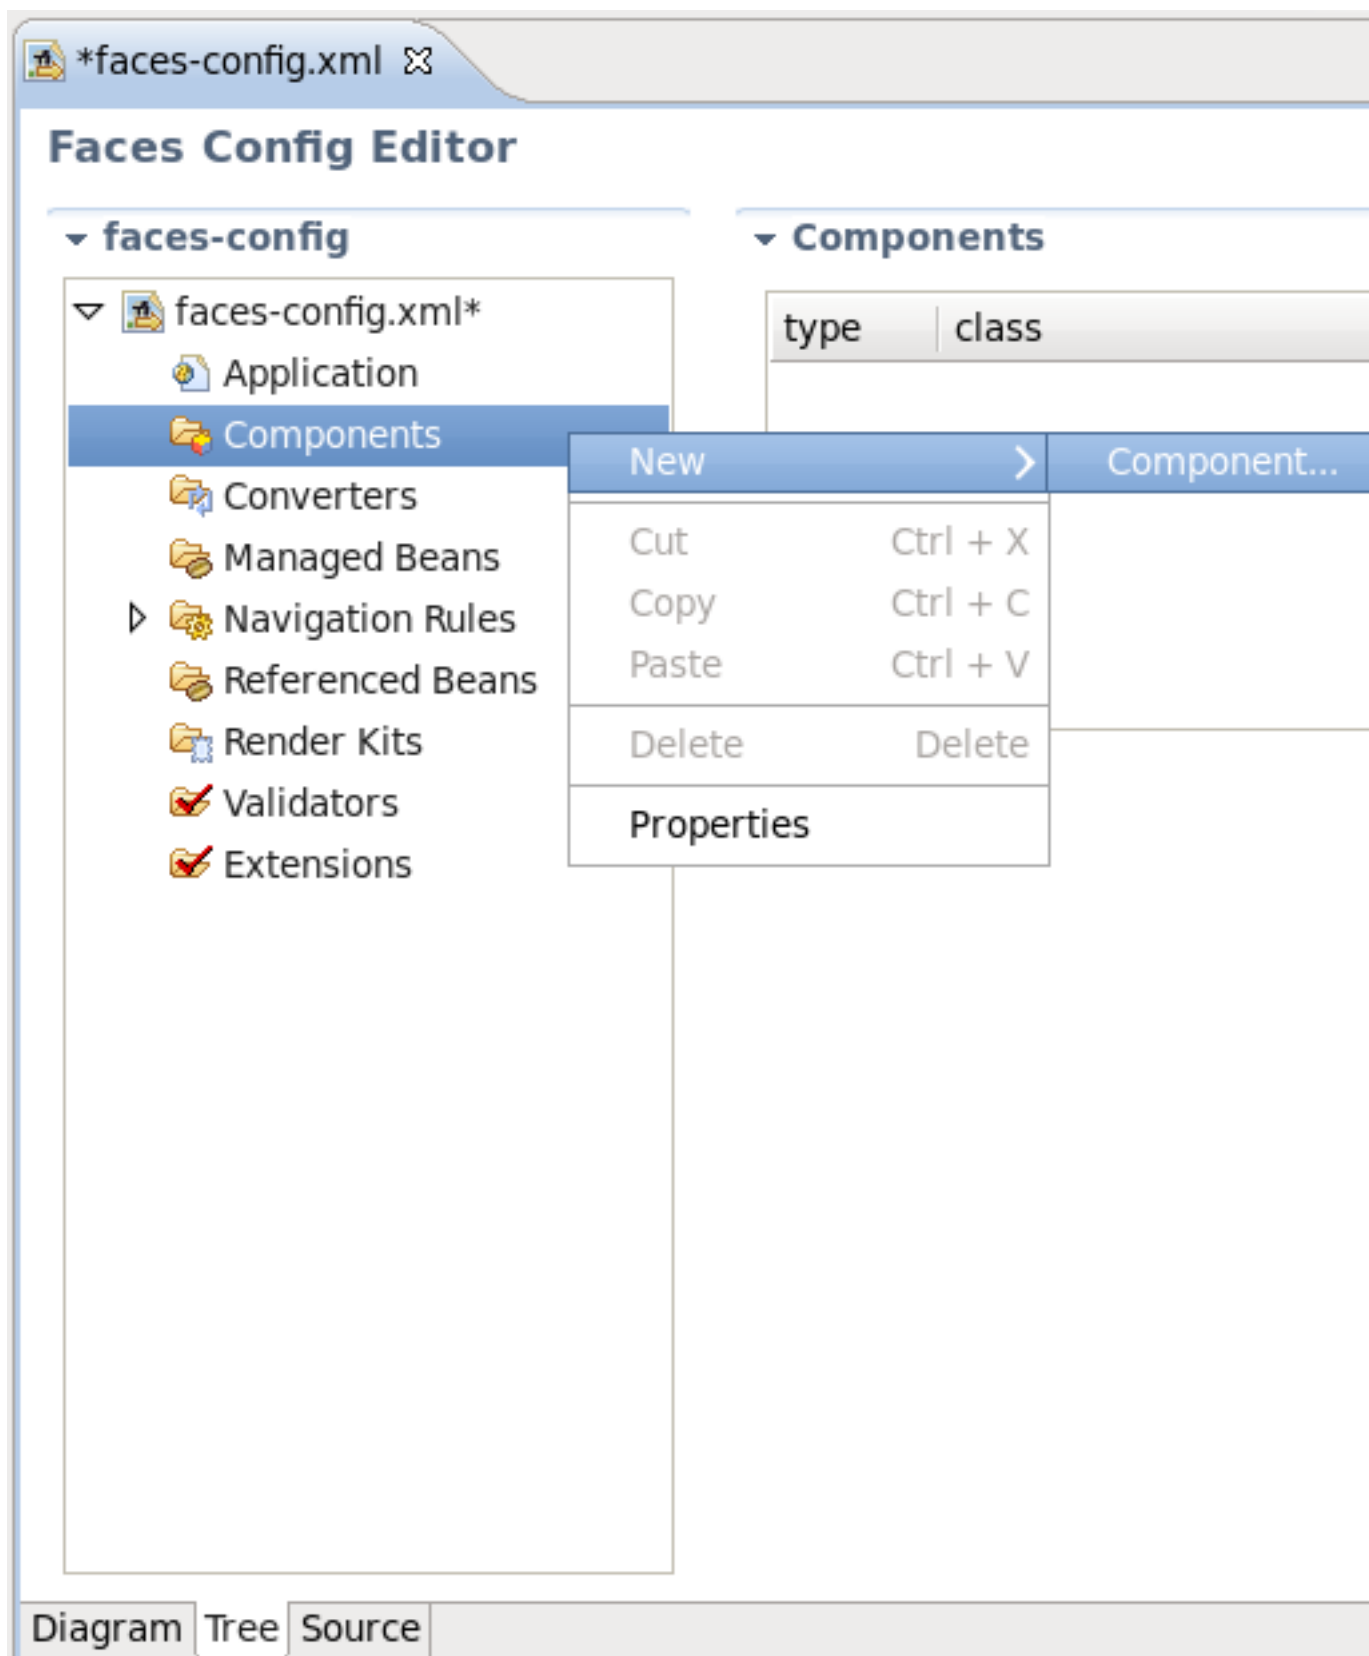 *faces-config.xml
Faces Config Editor
faces-config
faces-config.xml*
Application
Components
Converters
Managed Beans
Navigation Rules
Referenced Beans
Render Kits
Validators
Extensions
Components
type class
New
Component...
Cut Ctrl + X
Copy Ctrl + C
Paste Ctrl + V
Delete Delete
Properties
Diagram Tree Source